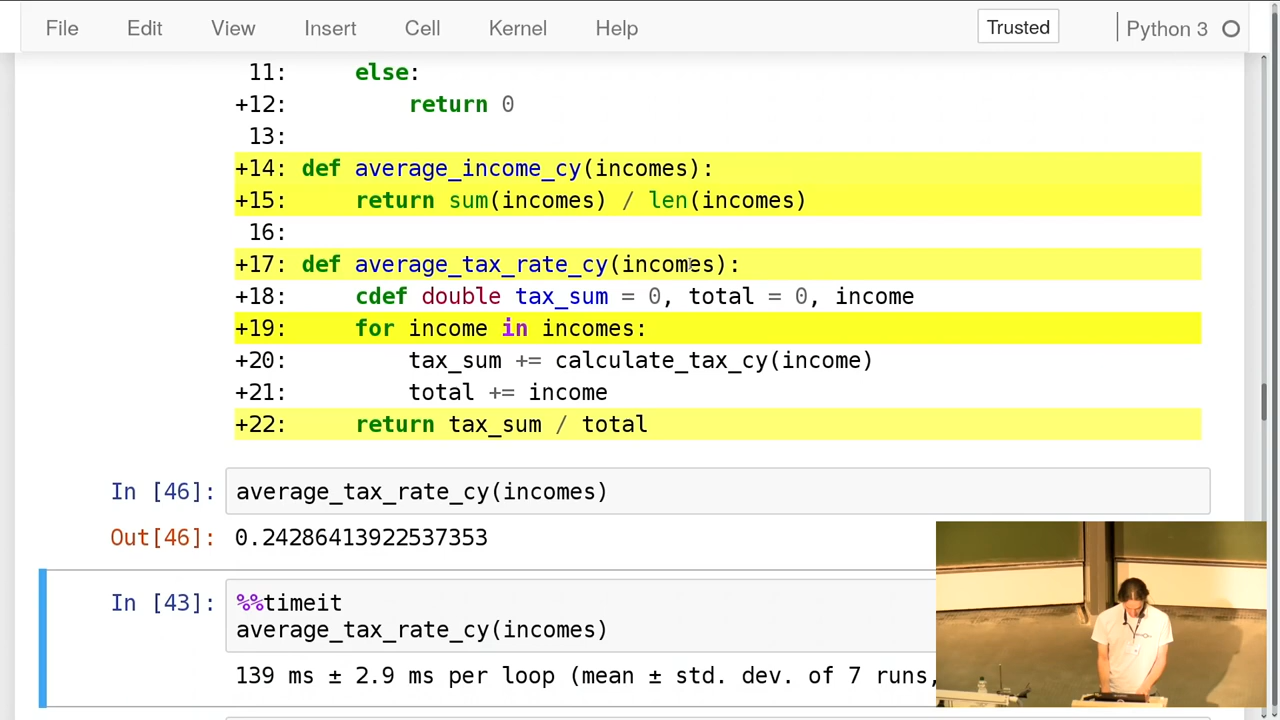 File Edit View Insert Cell Kernel Help Trusted Python 3
11: else:
+12: return 0
13:
+14: def average_income_cy(incomes):
+15: return sum(incomes) / len(incomes)
16:
+17: def average_tax_rate_cy(incomes):
+18: cdef double tax_sum = 0, total = 0, income
+19: for income in incomes:
+20: tax_sum += calculate_tax_cy(income)
+21: total += income
+22: return tax_sum / total
In [46]: average_tax_rate_cy(incomes)
Out[46]: 0.24286413922537353
In [43]: %%timeit
average_tax_rate_cy(incomes)
139 ms ± 2.9 ms per loop (mean ± std. dev. of 7 runs,